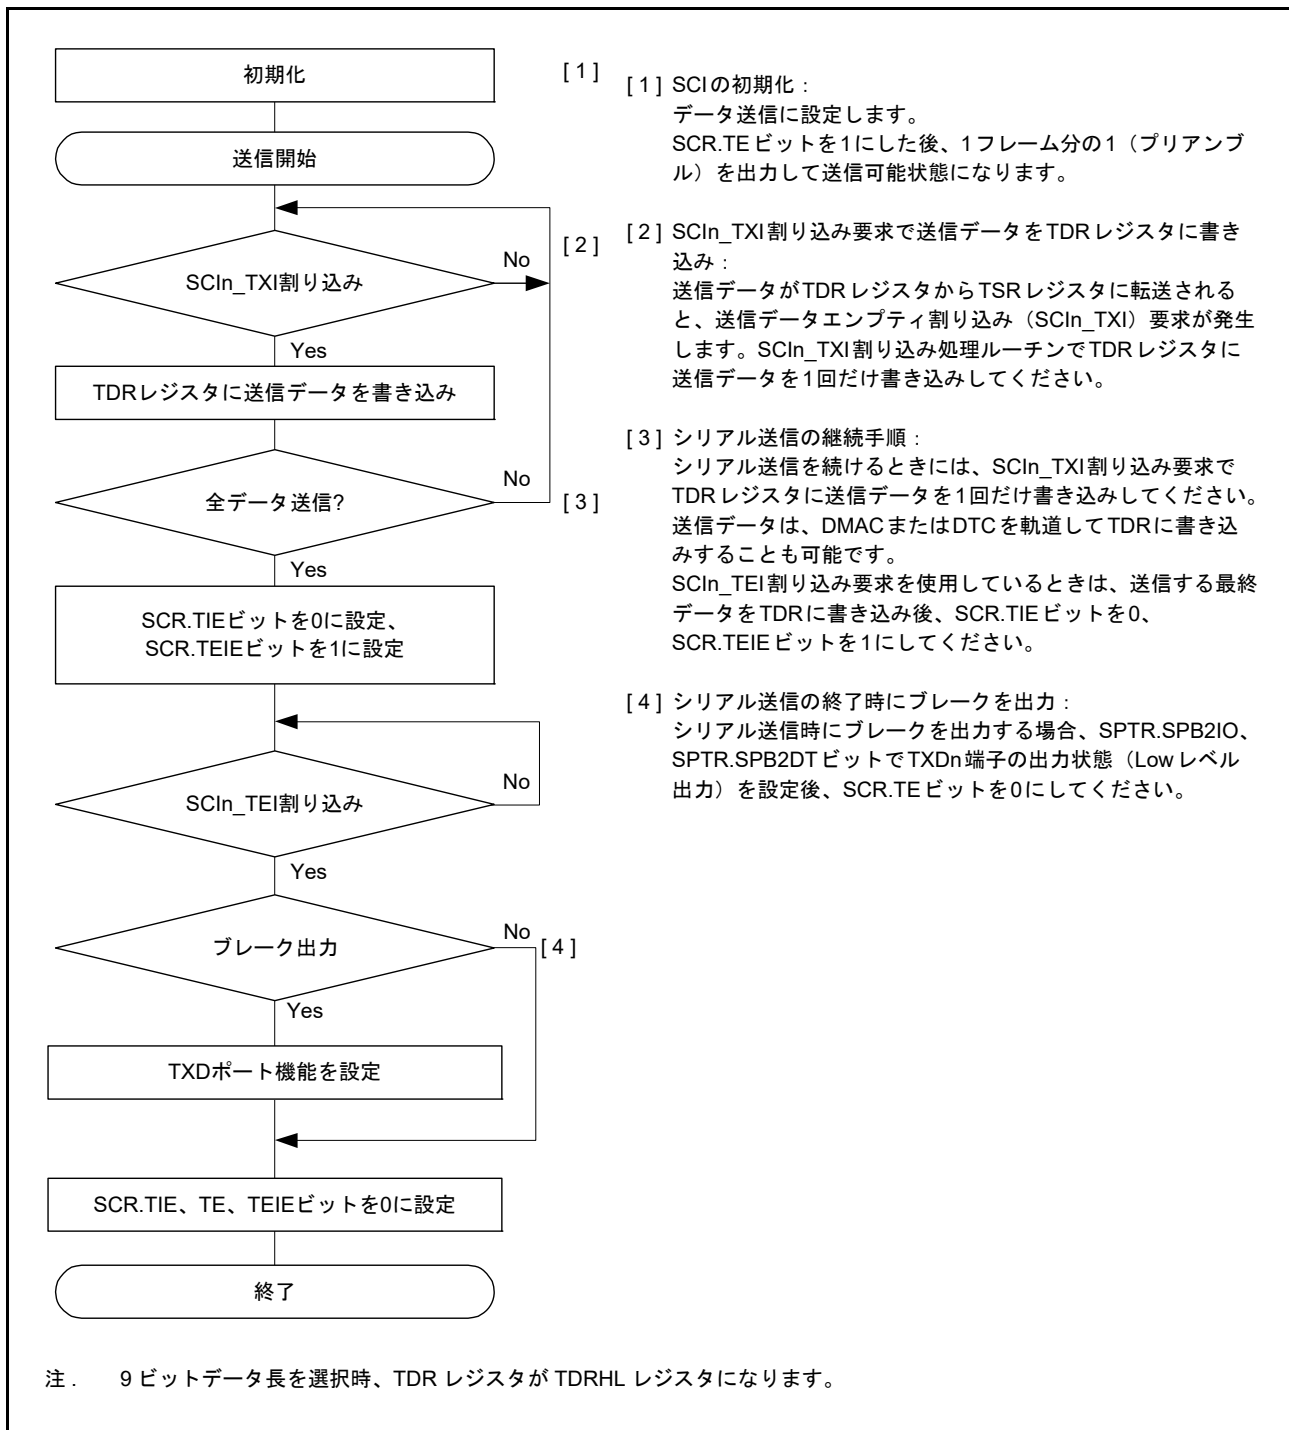 初期化
[ 1 ]
送信開始
SCIn_TXI割り込み
No
[ 2 ]
Yes
TDRレジスタに送信データを書き込み
全データ送信?
No
[ 3 ]
Yes
SCR.TIEビットを0に設定、
SCR.TEIEビットを1に設定
SCIn_TEI割り込み
No
Yes
ブレーク出力
No
[ 4 ]
Yes
TXDポート機能を設定
SCR.TIE、TE、TEIEビットを0に設定
終了
[ 1 ] SCIの初期化：
データ送信に設定します。
SCR.TEビットを1にした後、1フレーム分の1（プリアンブ
ル）を出力して送信可能状態になります。
[ 2 ] SCIn_TXI割り込み要求で送信データをTDRレジスタに書き
込み：
送信データがTDRレジスタからTSRレジスタに転送される
と、送信データエンプティ割り込み（SCIn_TXI）要求が発生
します。SCIn_TXI割り込み処理ルーチンでTDRレジスタに
送信データを1回だけ書き込みしてください。
[ 3 ] シリアル送信の継続手順：
シリアル送信を続けるときには、SCIn_TXI割り込み要求で
TDRレジスタに送信データを1回だけ書き込みしてください。
送信データは、DMACまたはDTCを軌道してTDRに書き込
みすることも可能です。
SCIn_TEI割り込み要求を使用しているときは、送信する最終
データをTDRに書き込み後、SCR.TIEビットを0、
SCR.TEIEビットを1にしてください。
[ 4 ] シリアル送信の終了時にブレークを出力：
シリアル送信時にブレークを出力する場合、SPTR.SPB2IO、
SPTR.SPB2DTビットでTXDn端子の出力状態（Lowレベル
出力）を設定後、SCR.TEビットを0にしてください。
注． 9 ビットデータ長を選択時、TDR レジスタが TDRHL レジスタになります。